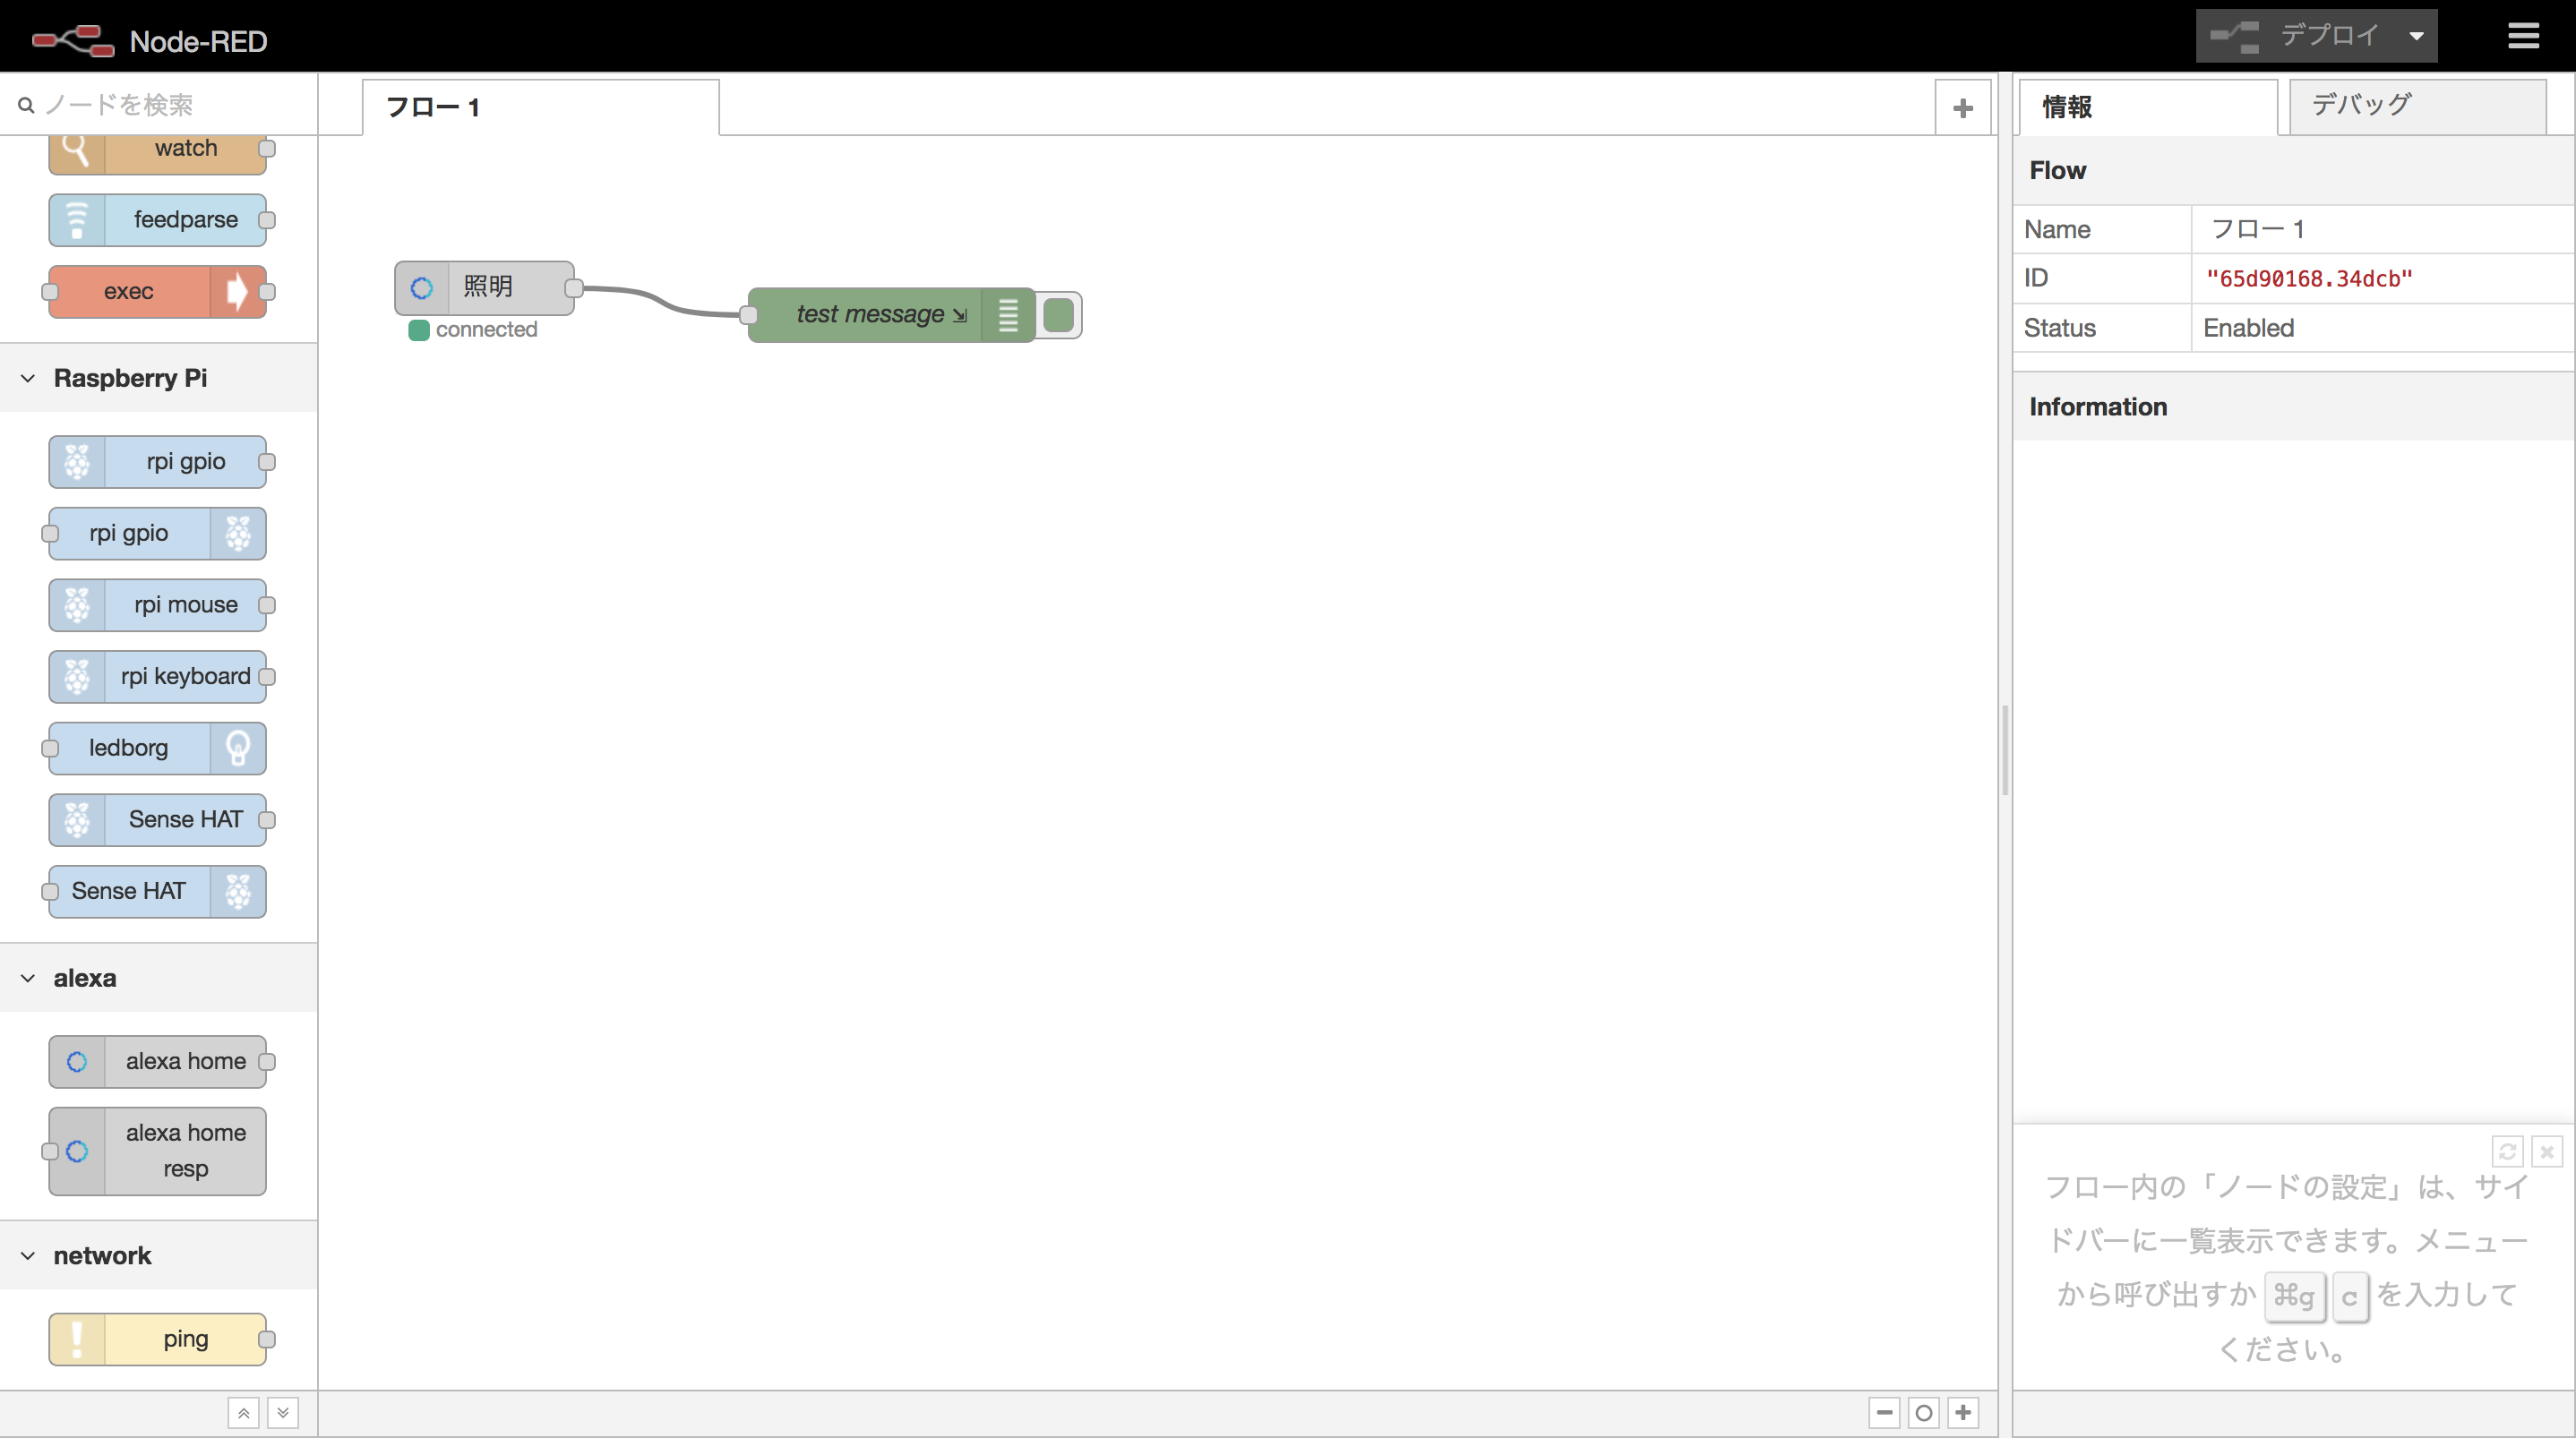 Node-RED
デプロイ
ノードを検索
watch
feedparse
exec
Raspberry Pi
rpi gpio
rpi gpio
rpi mouse
rpi keyboard
ledborg
Sense HAT
Sense HAT
alexa
alexa home
alexa home
resp
network
ping
フロー 1
照明
connected
test message
情報
デバッグ
Flow
Name フロー 1
ID "65d90168.34dcb"
Status Enabled
Information
フロー内の「ノードの設定」は、サイ
ドバーに一覧表示できます。メニュー
から呼び出すか ⌘g c を入力して
ください。